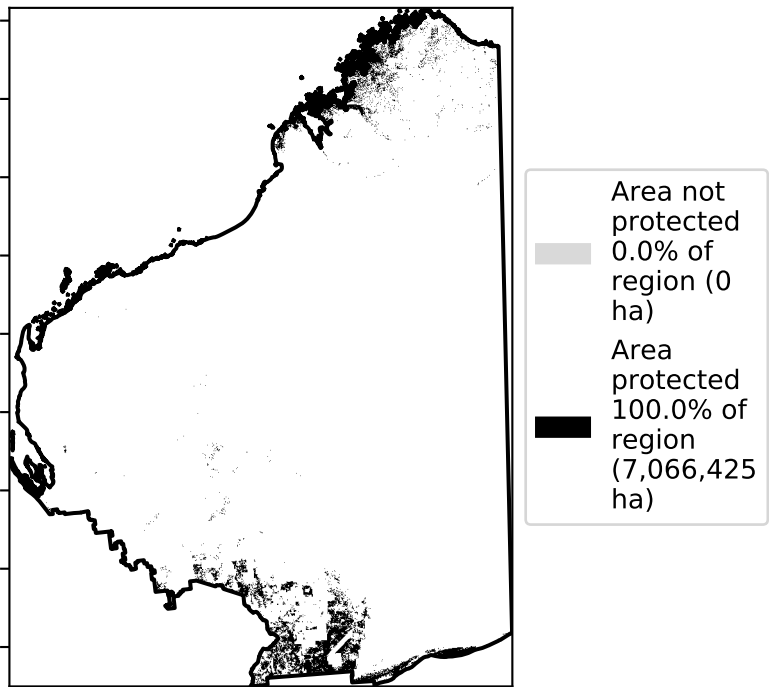 Area not
protected
0.0% of
region (0
ha)
Area
protected
100.0% of
region
(7,066,425
ha)